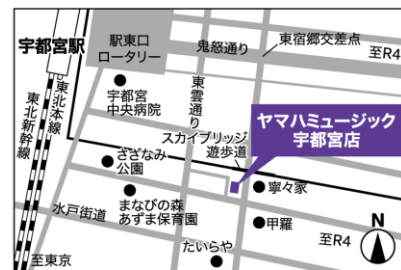 宇都宮駅
駅東口
ロータリー
鬼怒通り
東宿郷交差点
至R4
東北本線
東北新幹線
宇都宮
中央病院
東雲通り
スカイブリッジ
遊歩道
ヤマハミュージック
宇都宮店
さざなみ
公園
まなびの森
あずま保育園
寧々家
水戸街道
甲羅
至R4
N
たいらや
至東京